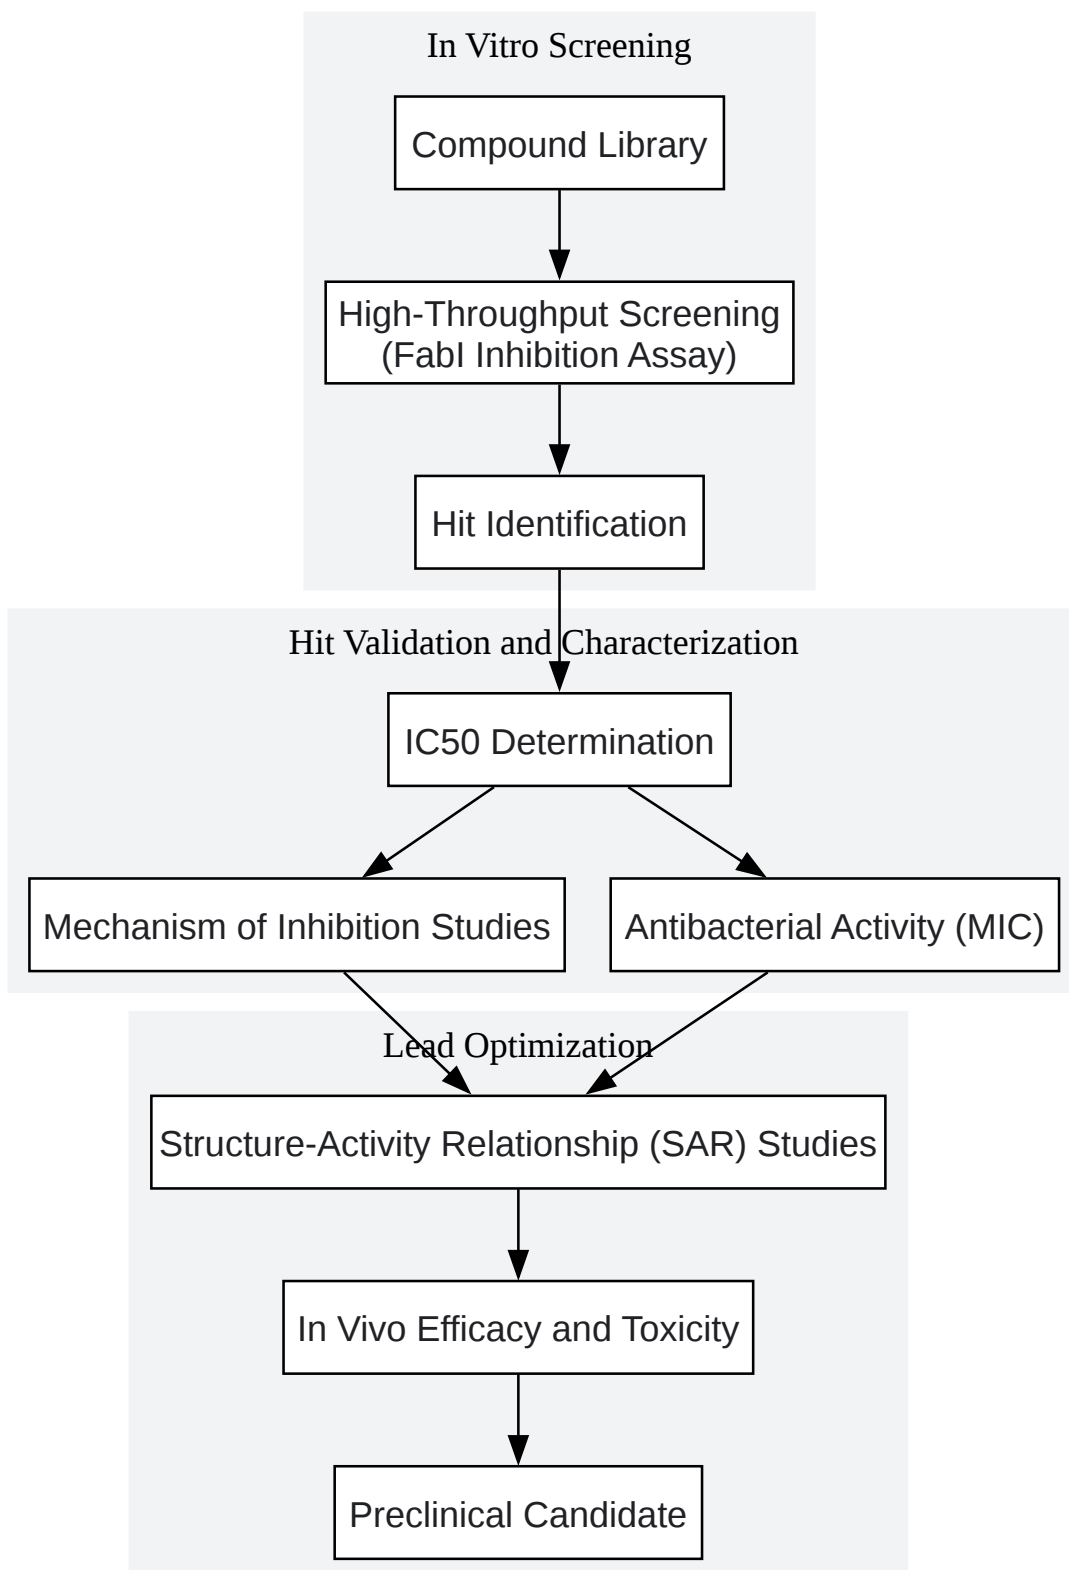 In Vitro Screening
Compound Library
High-Throughput Screening
(FabI Inhibition Assay)
Hit Identification
Hit Validation and Characterization
IC50 Determination
Mechanism of Inhibition Studies
Antibacterial Activity (MIC)
Lead Optimization
Structure-Activity Relationship (SAR) Studies
In Vivo Efficacy and Toxicity
Preclinical Candidate